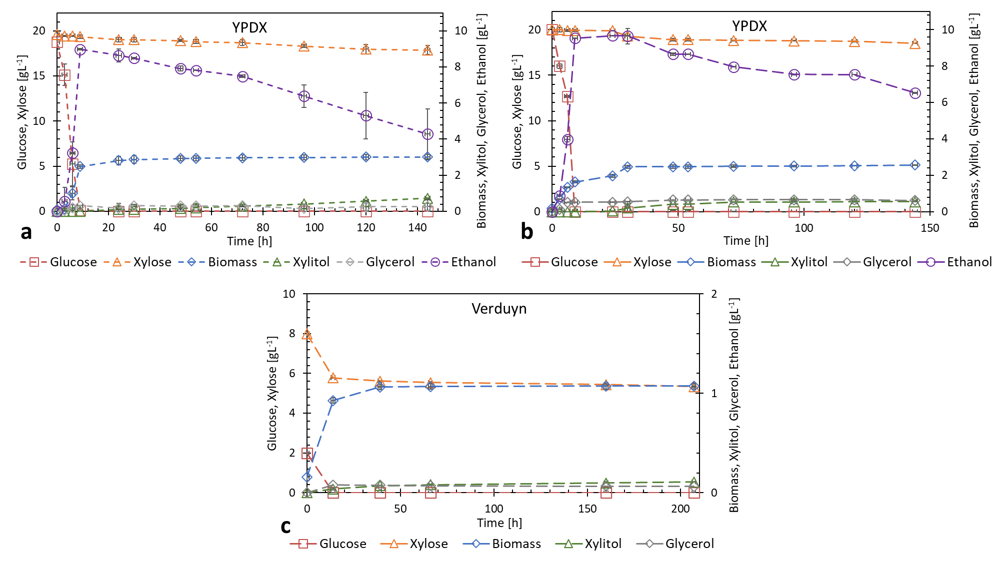 YPDX
Glucose, Xylose [gL-1]
20
15
10
5
0
10
8
6
4
2
0
Biomass, Xylitol, Glycerol, Ethanol [gL-1]
0 20 40 60 80 100 120 140
Time [h]
a
Glucose Xylose Biomass Xylitol Glycerol Ethanol
YPDX
Glucose, Xylose [gL-1]
20
15
10
5
0
10
8
6
4
2
0
Biomass, Xylitol, Glycerol, Ethanol [gL-1]
0 50 100 150
Time [h]
b
Glucose Xylose Biomass Xylitol Glycerol Ethanol
Verduyn
Glucose, Xylose [gL-1]
10
8
6
4
2
0
2
1
0
Biomass, Xylitol, Glycerol, Ethanol [gL-1]
0 50 100 150 200
Time [h]
c
Glucose Xylose Biomass Xylitol Glycerol